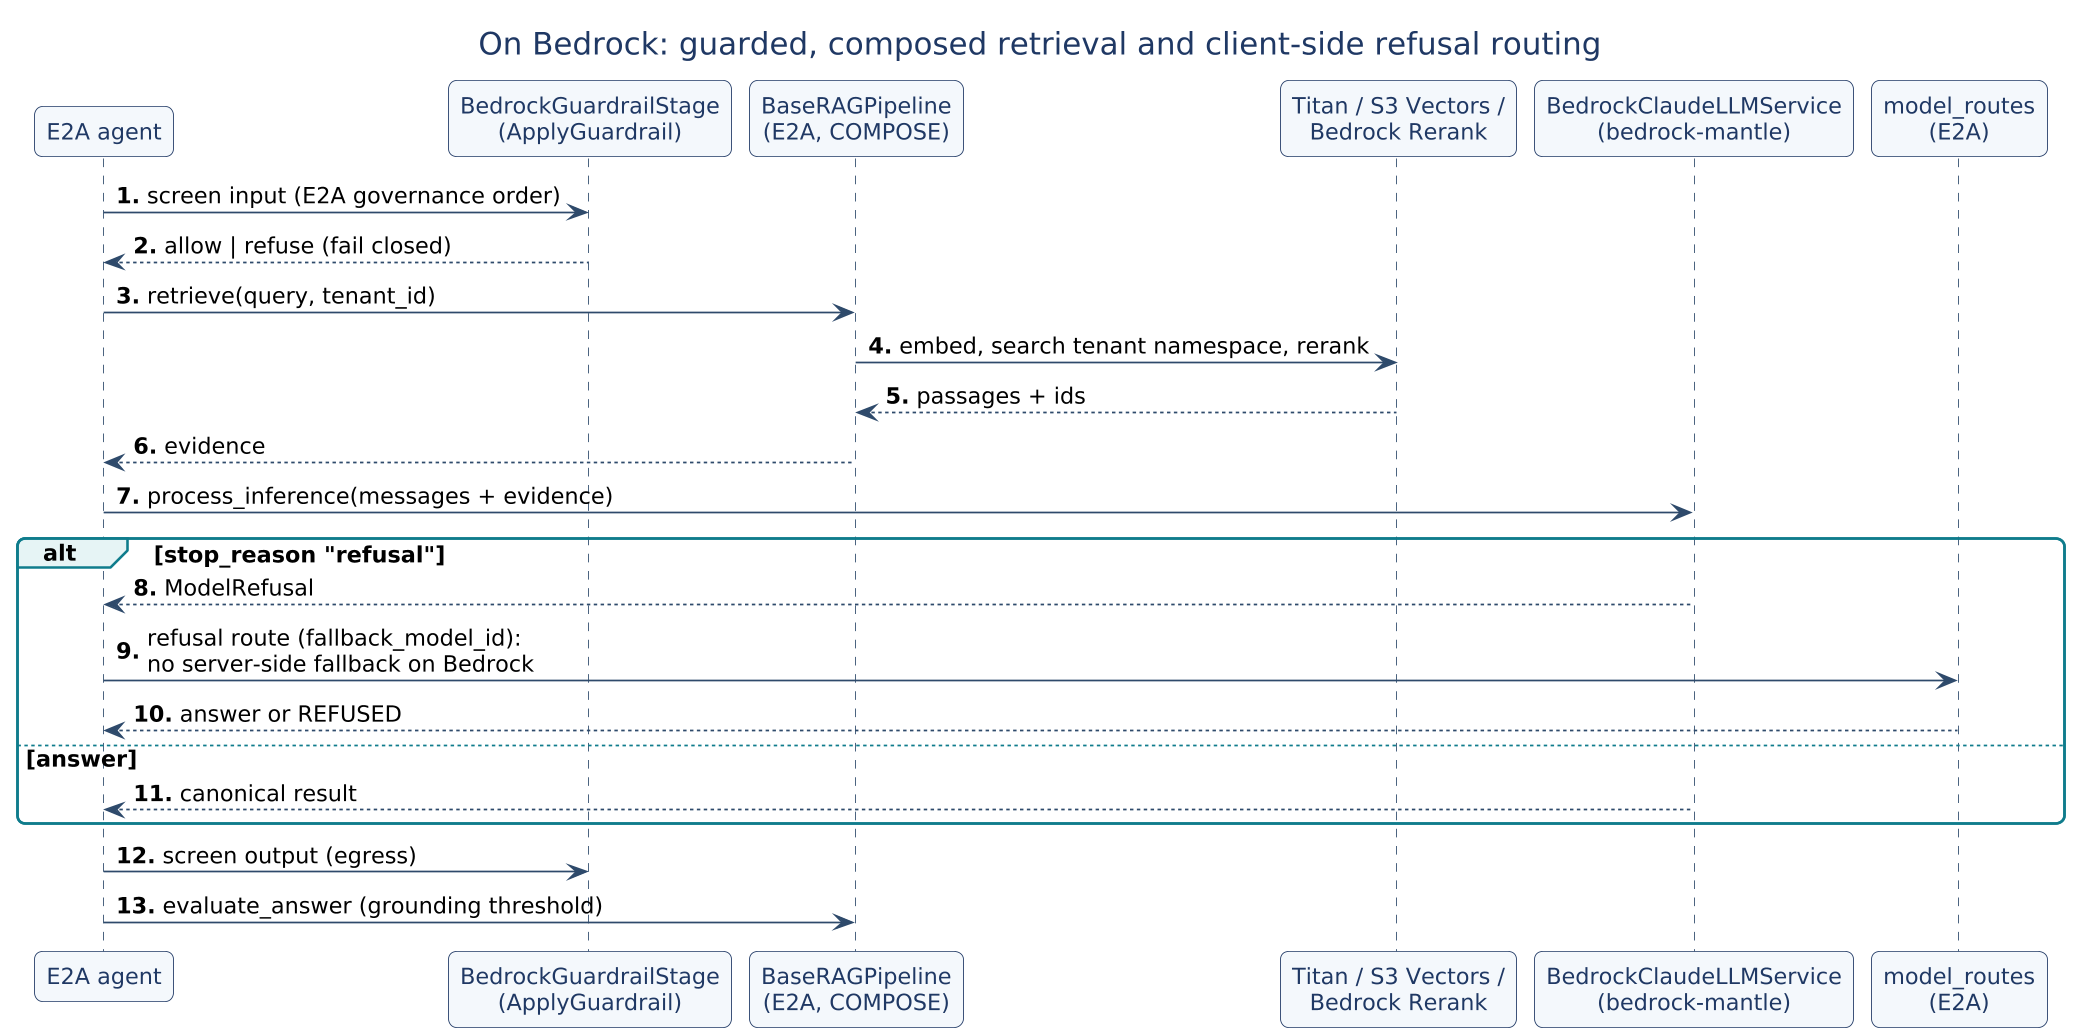 On Bedrock: guarded, composed retrieval and client-side refusal routing
E2A agent
BedrockGuardrailStage
(ApplyGuardrail)
BaseRAGPipeline
(E2A, COMPOSE)
Titan / S3 Vectors /
Bedrock Rerank
BedrockClaudeLLMService
(bedrock-mantle)
model_routes
(E2A)
1. screen input (E2A governance order)
2. allow | refuse (fail closed)
3. retrieve(query, tenant_id)
4. embed, search tenant namespace, rerank
5. passages + ids
6. evidence
7. process_inference(messages + evidence)
alt [stop_reason "refusal"]
8. ModelRefusal
9. refusal route (fallback_model_id):
no server-side fallback on Bedrock
10. answer or REFUSED
[answer]
11. canonical result
12. screen output (egress)
13. evaluate_answer (grounding threshold)
E2A agent
BedrockGuardrailStage
(ApplyGuardrail)
BaseRAGPipeline
(E2A, COMPOSE)
Titan / S3 Vectors /
Bedrock Rerank
BedrockClaudeLLMService
(bedrock-mantle)
model_routes
(E2A)